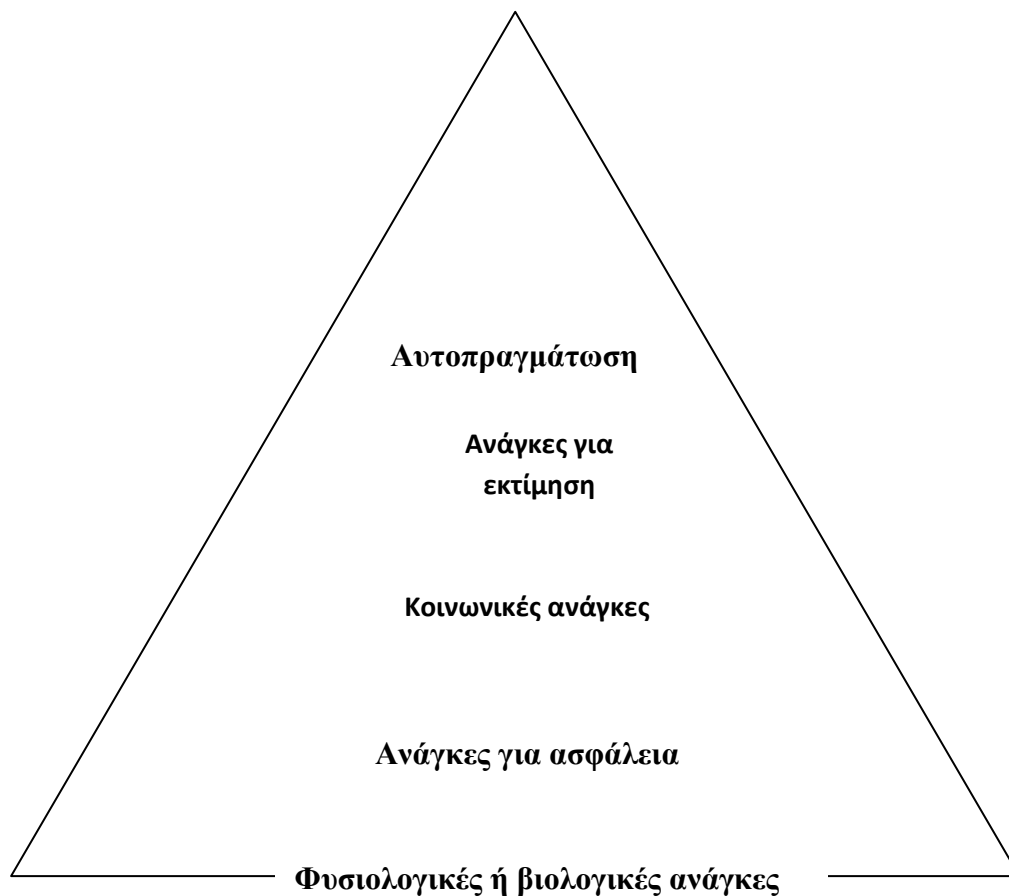 Αυτοπραγμάτωση
Ανάγκες για
εκτίμηση
Κοινωνικές ανάγκες
Ανάγκες για ασφάλεια
Φυσιολογικές ή βιολογικές ανάγκες